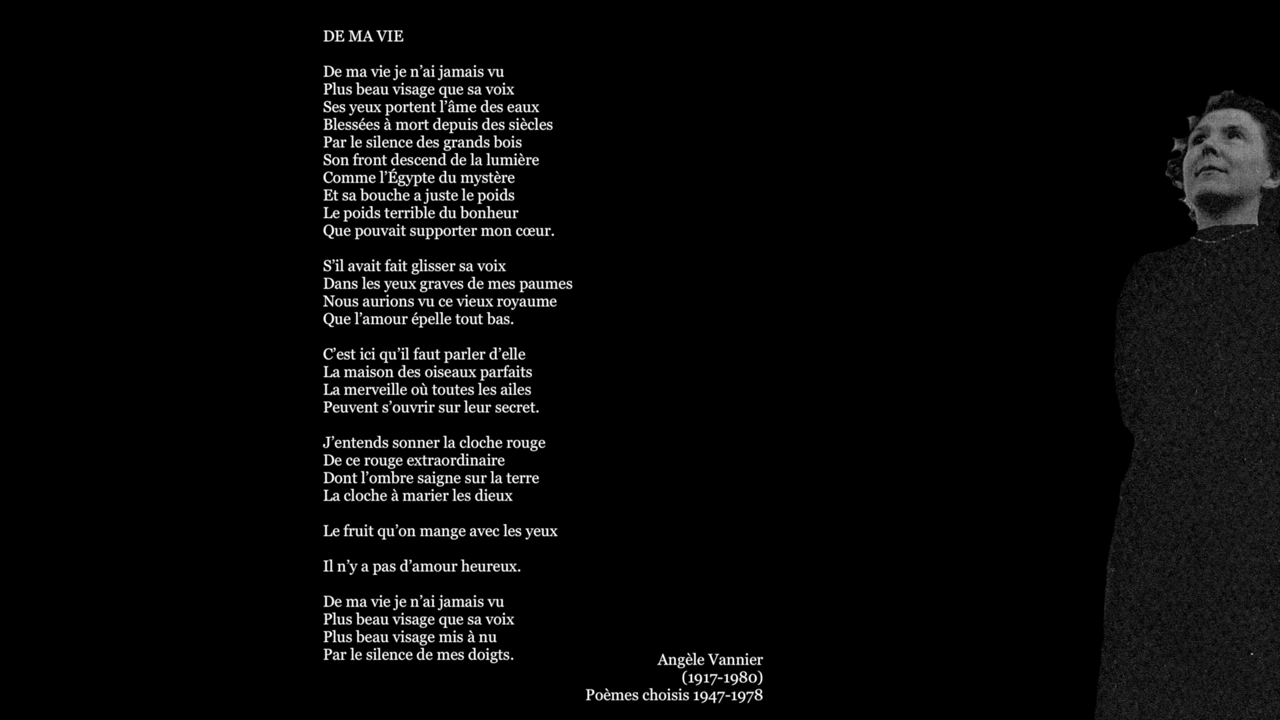 DE MA VIE
De ma vie je n’ai jamais vu
Plus beau visage que sa voix
Ses yeux portent l’âme des eaux
Blessées à mort depuis des siècles
Par le silence des grands bois
Son front descend de la lumière
Comme l’Égypte du mystère
Et sa bouche a juste le poids
Le poids terrible du bonheur
Que pouvait supporter mon cœur.
S’il avait fait glisser sa voix
Dans les yeux graves de mes paumes
Nous aurions vu ce vieux royaume
Que l’amour épelle tout bas.
C’est ici qu’il faut parler d’elle
La maison des oiseaux parfaits
La merveille où toutes les ailes
Peuvent s’ouvrir sur leur secret.
J’entends sonner la cloche rouge
De ce rouge extraordinaire
Dont l’ombre saigne sur la terre
La cloche à marier les dieux
Le fruit qu’on mange avec les yeux
Il n’y a pas d’amour heureux.
De ma vie je n’ai jamais vu
Plus beau visage que sa voix
Plus beau visage mis à nu
Par le silence de mes doigts.
Angèle Vannier
(1917-1980)
Poèmes choisis 1947-1978